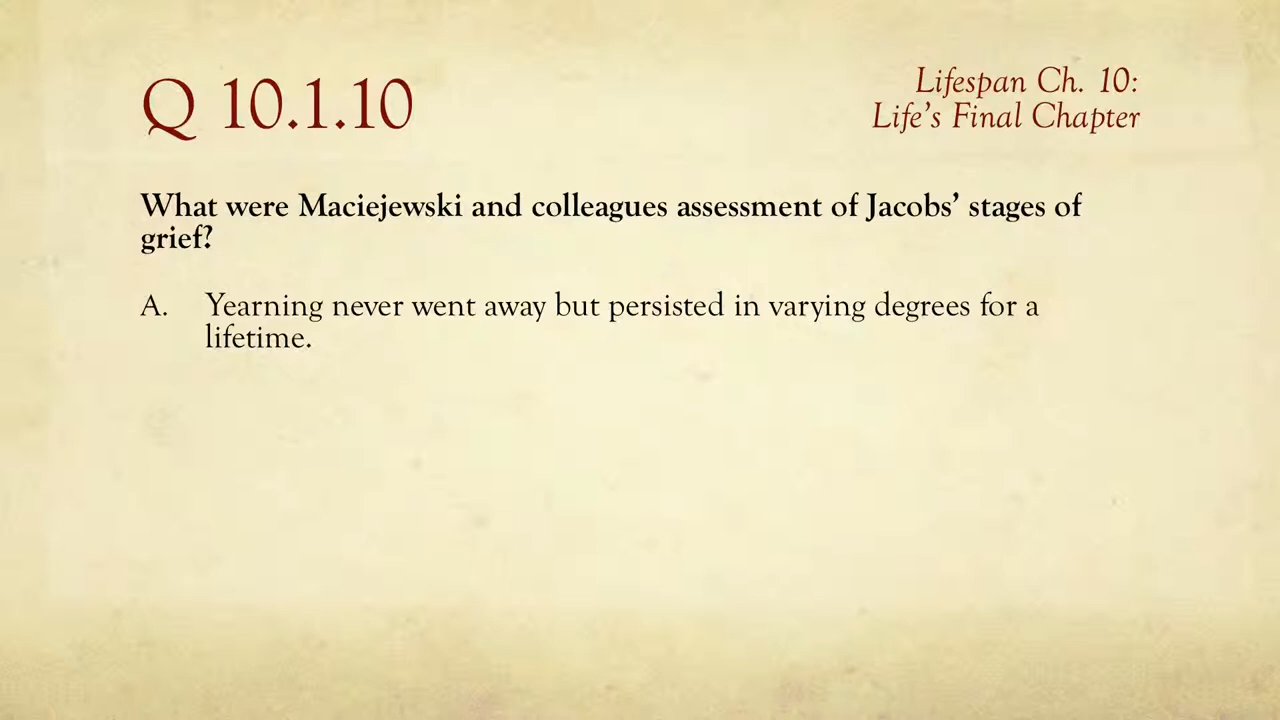 Q 10.1.10
Lifespan Ch. 10:
Life's Final Chapter
What were Maciejewski and colleagues assessment of Jacobs' stages of
grief?
A. Yearning never went away but persisted in varying degrees for a
lifetime.